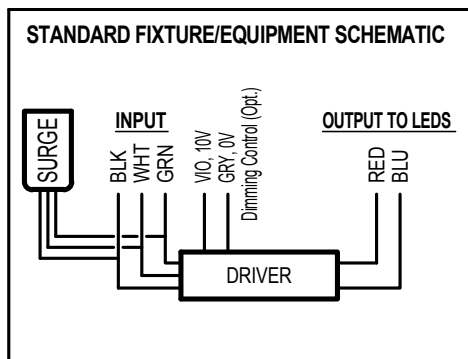 STANDARD FIXTURE/EQUIPMENT SCHEMATIC
SURGE
INPUT
BLK
WHT
GRN
VIO, 10V
GRY, 0V
Dimming Control (Opt.)
OUTPUT TO LEDS
RED
BLU
DRIVER